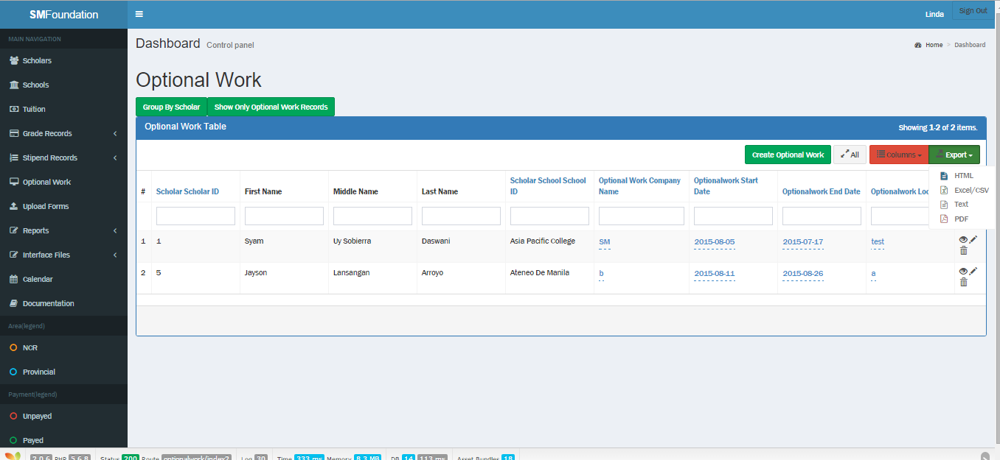 SMFoundation
Linda
Sign Out
MAIN NAVIGATION
Scholars
Schools
Tuition
Grade Records
Stipend Records
Optional Work
Upload Forms
Reports
Interface Files
Calendar
Documentation
Area(legend)
NCR
Provincial
Payment(legend)
Unpayed
Payed
Dashboard Control panel
Home > Dashboard
Optional Work
Group By Scholar Show Only Optional Work Records
Optional Work Table
Showing 1-2 of 2 items.
Create Optional Work All Columns Export
HTML
Excel/CSV
Text
PDF
# Scholar Scholar ID First Name Middle Name Last Name Scholar School School ID Optional Work Company Name Optionalwork Start Date Optionalwork End Date Optionalwork Loc
1 1 Syam Uy Sobierra Daswani Asia Pacific College SM 2015-08-05 2015-07-17 test
2 5 Jayson Lansangan Arroyo Ateneo De Manila b 2015-08-11 2015-08-26 a
2.0.6 PHP 5.6.8 Status 200 Route optionalwork/index2 Log 30 Time 333 ms Memory 8.3 MB DB 14 113 ms Asset Bundles 18